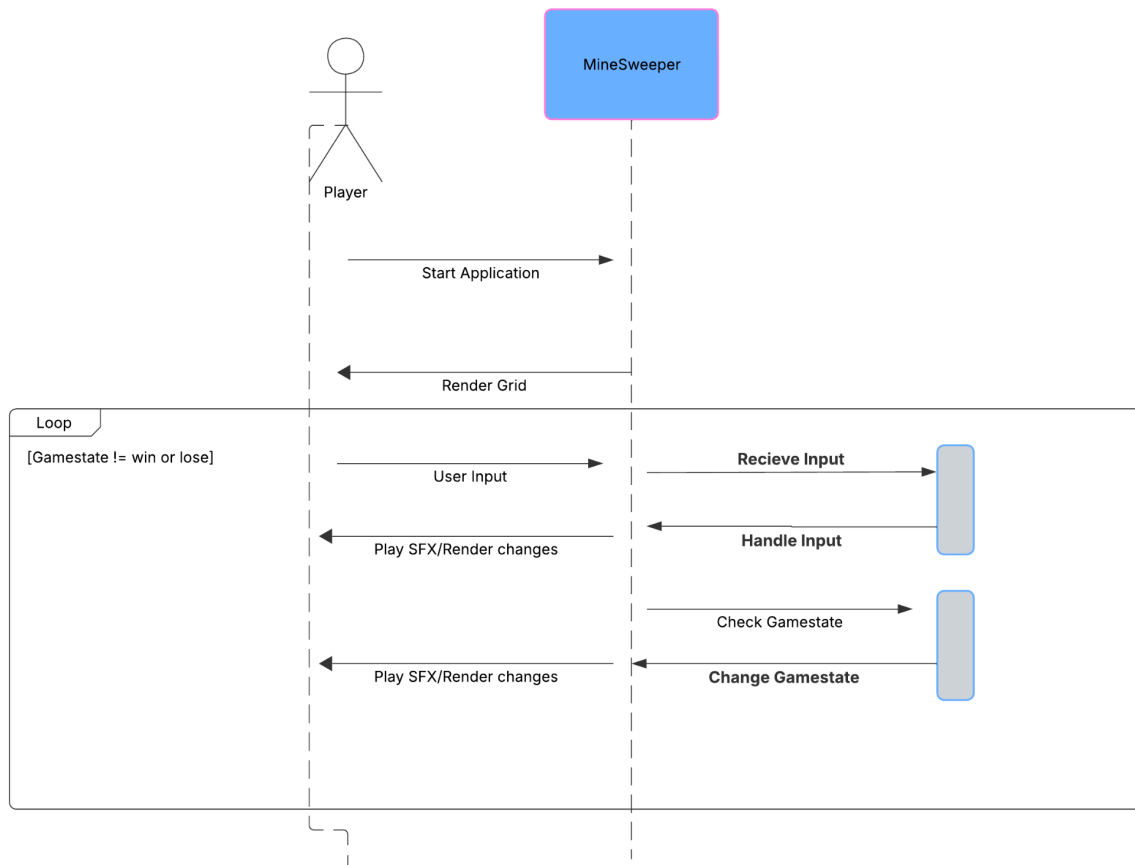 MineSweeper
Player
Start Application
Render Grid
Loop
[Gamestate != win or lose]
User Input
Recieve Input
Play SFX/Render changes
Handle Input
Check Gamestate
Play SFX/Render changes
Change Gamestate